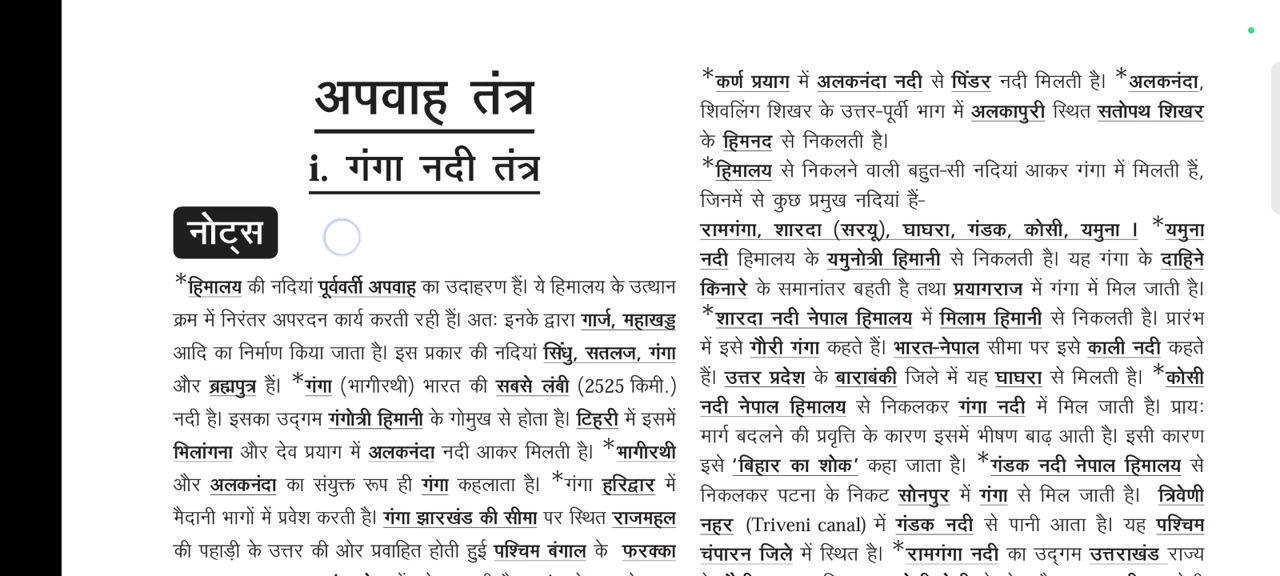 अपवाह तंत्र
i. गंगा नदी तंत्र
नोट्स
*हिमालय की नदियां पूर्ववर्ती अपवाह का उदाहरण हैं। ये हिमालय के उत्थान
क्रम में निरंतर अपरदन कार्य करती रही हैं। अतः इनके द्वारा गार्ज, महाखड्ड
आदि का निर्माण किया जाता है। इस प्रकार की नदियां सिंधु, सतलज, गंगा
और ब्रह्मपुत्र हैं। *गंगा (भागीरथी) भारत की सबसे लंबी (2525 किमी.)
नदी है। इसका उद्गम गंगोत्री हिमानी के गोमुख से होता है। टिहरी में इसमें
भिलांगना और देव प्रयाग में अलकनंदा नदी आकर मिलती है। *भागीरथी
और अलकनंदा का संयुक्त रूप ही गंगा कहलाता है। *गंगा हरिद्वार में
मैदानी भागों में प्रवेश करती है। गंगा झारखंड की सीमा पर स्थित राजमहल
की पहाड़ी के उत्तर की ओर प्रवाहित होती हुई पश्चिम बंगाल के फरक्का
*कर्ण प्रयाग में अलकनंदा नदी से पिंडर नदी मिलती है। *अलकनंदा,
शिवलिंग शिखर के उत्तर-पूर्वी भाग में अलकापुरी स्थित सतोपथ शिखर
के हिमनद से निकलती है।
*हिमालय से निकलने वाली बहुत-सी नदियां आकर गंगा में मिलती हैं,
जिनमें से कुछ प्रमुख नदियां हैं-
रामगंगा, शारदा (सरयू), घाघरा, गंडक, कोसी, यमुना । *यमुना
नदी हिमालय के यमुनोत्री हिमानी से निकलती है। यह गंगा के दाहिने
किनारे के समानांतर बहती है तथा प्रयागराज में गंगा में मिल जाती है।
*शारदा नदी नेपाल हिमालय में मिलाम हिमानी से निकलती है। प्रारंभ
में इसे गौरी गंगा कहते हैं। भारत-नेपाल सीमा पर इसे काली नदी कहते
हैं। उत्तर प्रदेश के बाराबंकी जिले में यह घाघरा से मिलती है। *कोसी
नदी नेपाल हिमालय से निकलकर गंगा नदी में मिल जाती है। प्रायः
मार्ग बदलने की प्रवृत्ति के कारण इसमें भीषण बाढ़ आती है। इसी कारण
इसे ‘बिहार का शोक’ कहा जाता है। *गंडक नदी नेपाल हिमालय से
निकलकर पटना के निकट सोनपुर में गंगा से मिल जाती है। त्रिवेणी
नहर (Triveni canal) में गंडक नदी से पानी आता है। यह पश्चिम
चंपारन जिले में स्थित है। *रामगंगा नदी का उद्गम उत्तराखंड राज्य